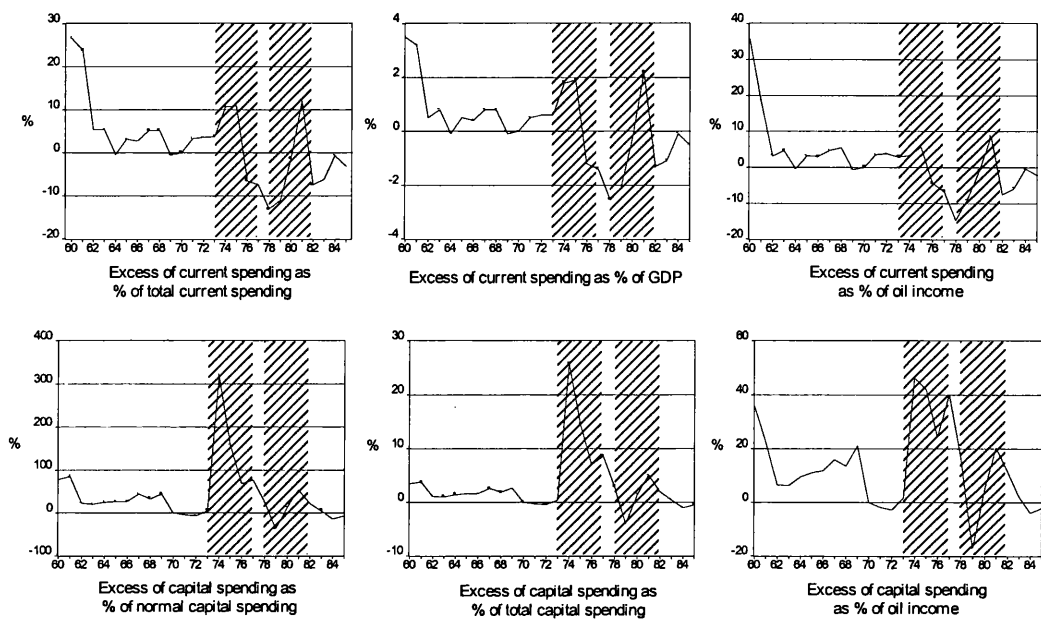 30
20
10
%
0
-10
-20
60 62 64 66 68 70 72 74 76 78 80 82 84
Excess of current spending as
% of total current spending
4
2
%
0
-2
-4
60 62 64 66 68 70 72 74 76 78 80 82 84
Excess of current spending as % of GDP
40
30
20
%
10
0
-10
-20
60 62 64 66 68 70 72 74 76 78 80 82 84
Excess of current spending
as % of oil income
400
300
200
%
100
0
-100
60 62 64 66 68 70 72 74 76 78 80 82 84
Excess of capital spending as
% of normal capital spending
30
20
%
10
0
-10
60 62 64 66 68 70 72 74 76 78 80 82 84
Excess of capital spending as
% of total capital spending
60
40
%
20
0
-20
60 62 64 66 68 70 72 74 76 78 80 82 84
Excess of capital spending
as % of oil income